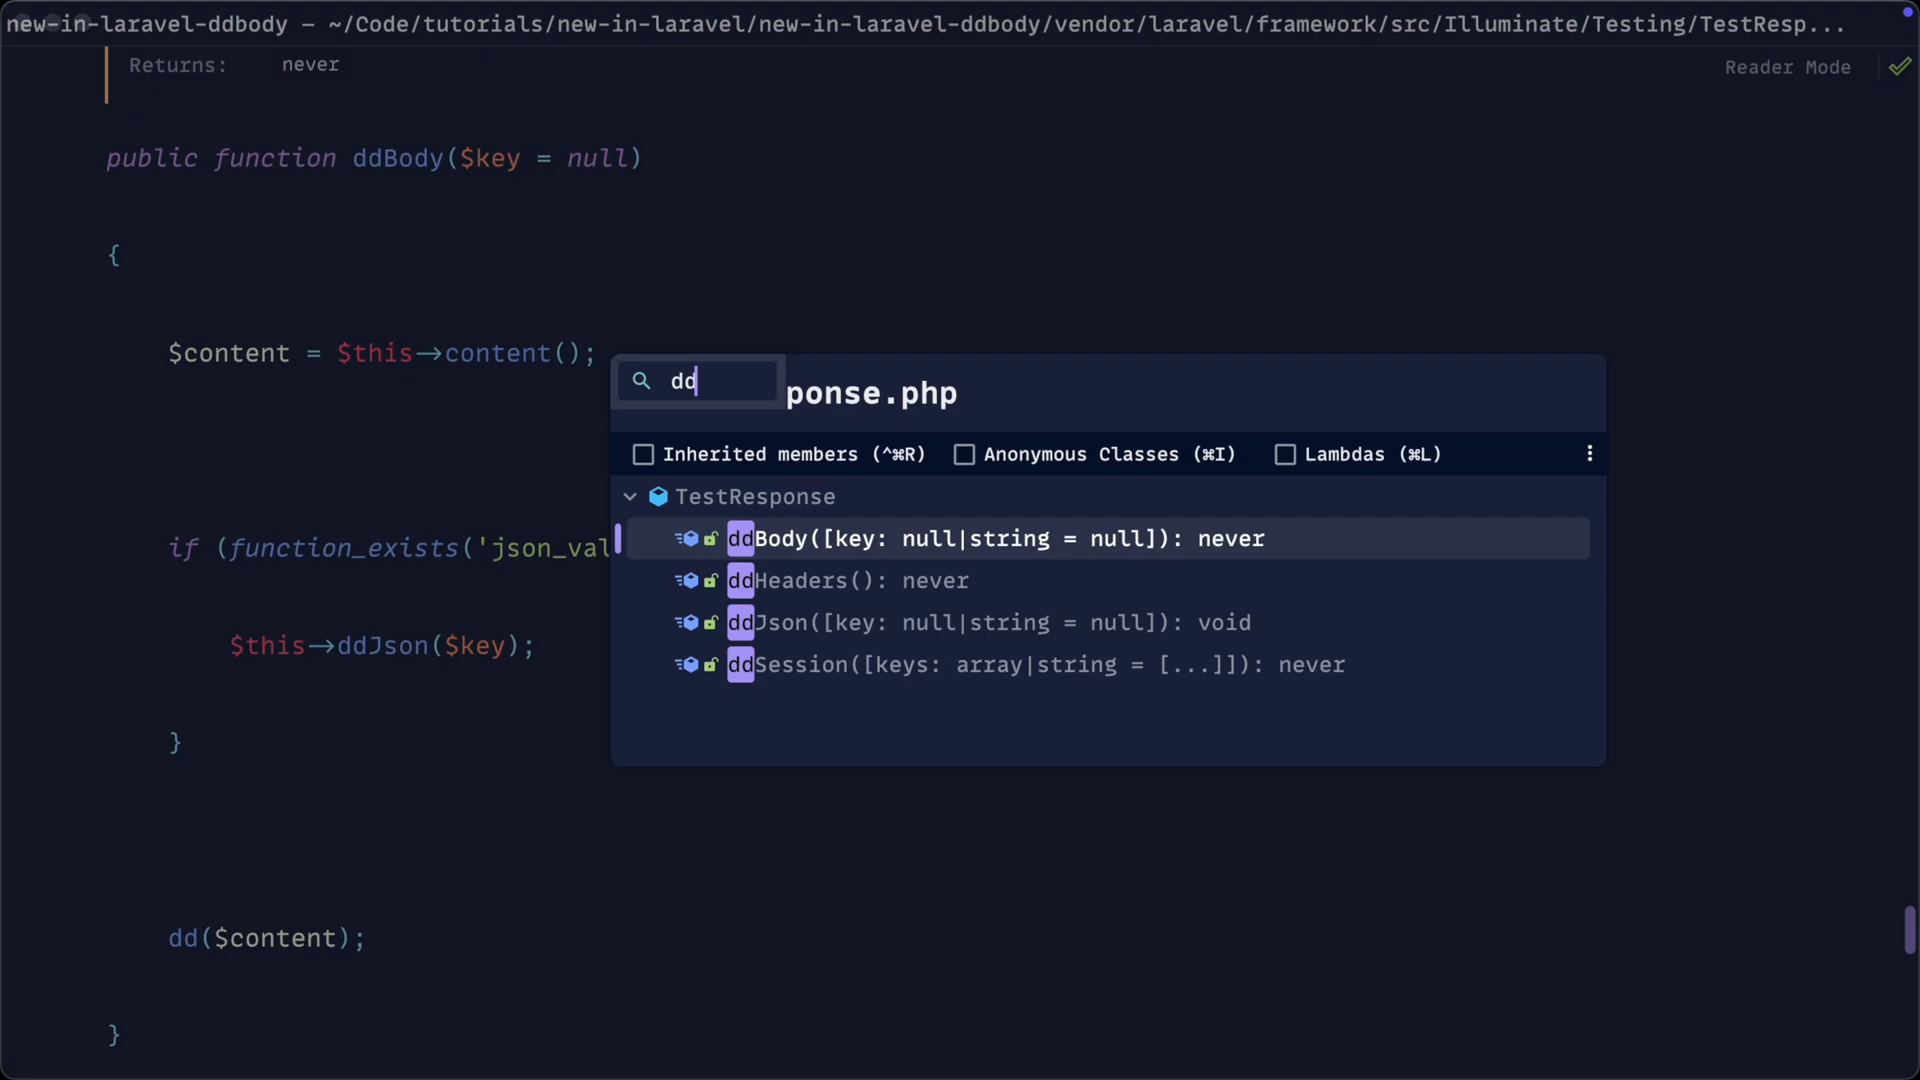 new-in-laravel-ddbody – ~/Code/tutorials/new-in-laravel/new-in-laravel-ddbody/vendor/laravel/framework/src/Illuminate/Testing/TestResp...
Returns: never
Reader Mode
public function ddBody($key = null)
{
$content = $this->content();
dd
ponse.php
Inherited members (^⌘R) Anonymous Classes (⌘I) Lambdas (⌘L)
TestResponse
ddBody([key: null|string = null]): never
if (function_exists('json_val
ddHeaders(): never
ddJson([key: null|string = null]): void
$this->ddJson($key);
ddSession([keys: array|string = [...]]): never
}
dd($content);
}